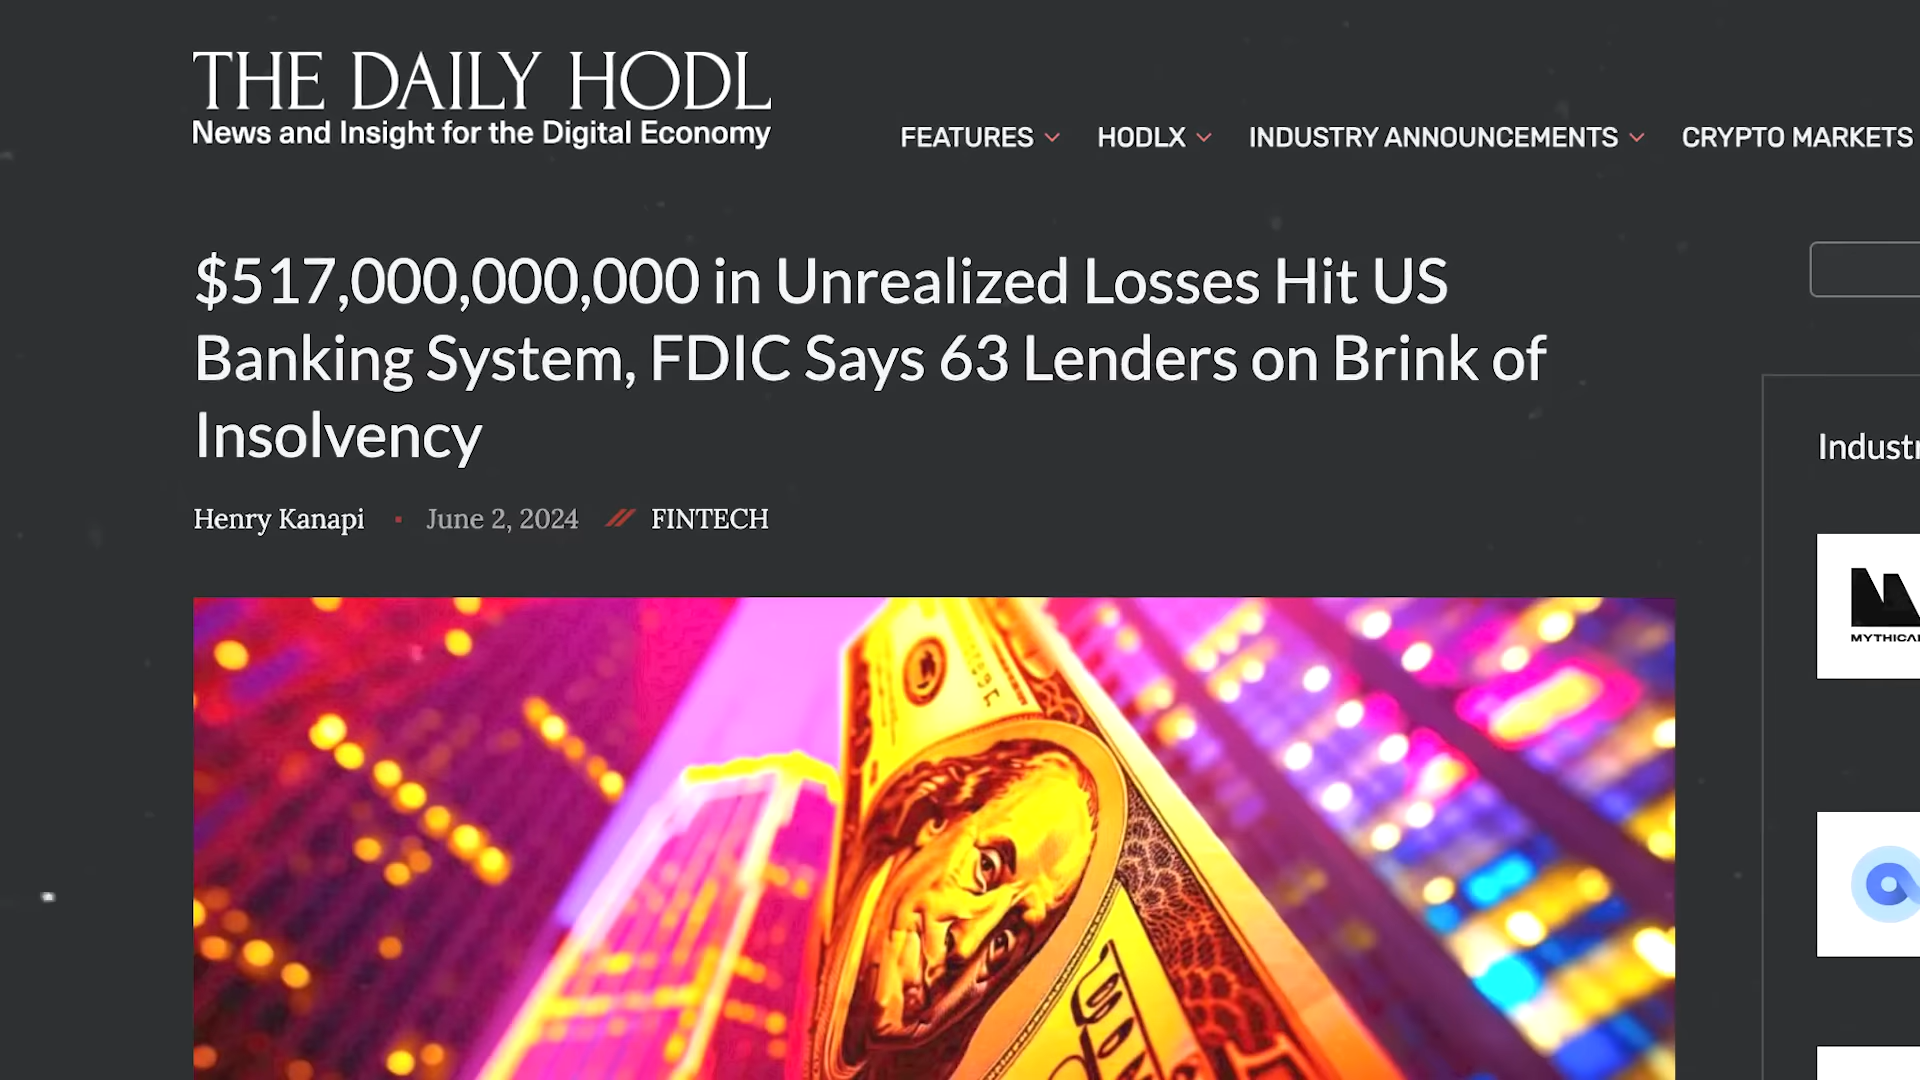 THE DAILY HODL
News and Insight for the Digital Economy
FEATURES HODLX INDUSTRY ANNOUNCEMENTS CRYPTO MARKETS
$517,000,000,000 in Unrealized Losses Hit US
Banking System, FDIC Says 63 Lenders on Brink of
Insolvency
Henry Kanapi June 2, 2024 FINTECH